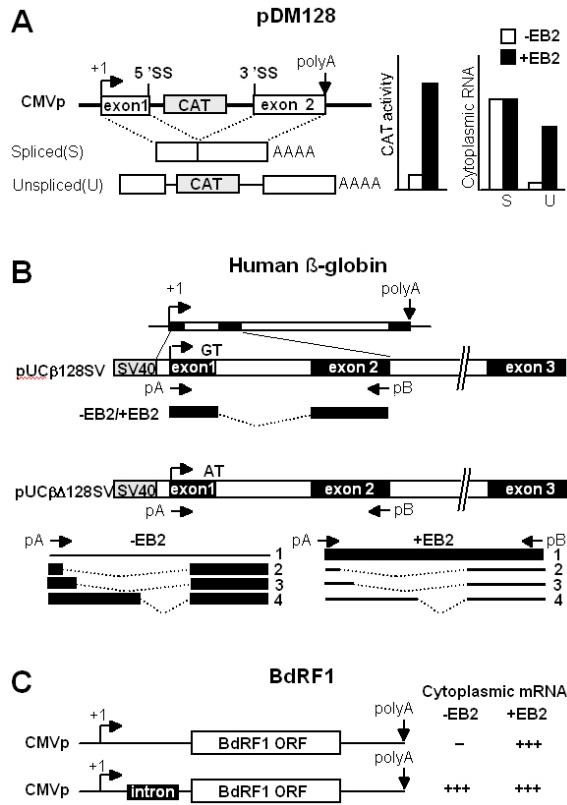 A pDM128
+1 5 'SS 3 'SS polyA
CMVp exon1 CAT exon 2
Spliced(S) AAAA
Unspliced(U) CAT AAAA
CAT activity
Cytoplasmic RNA
-EB2
+EB2
S U
B Human ß-globin
+1 polyA
GT
pUCβ128SV SV40 exon1 exon 2 exon 3
pA pB
-EB2/+EB2
AT
pUCβΔ128SV SV40 exon1 exon 2 exon 3
pA pB
pA -EB2 pA +EB2 pB
1 1
2 2
3 3
4 4
C BdRF1
Cytoplasmic mRNA
+1 polyA -EB2 +EB2
CMVp BdRF1 ORF – +++
+1 polyA
CMVp intron BdRF1 ORF +++ +++